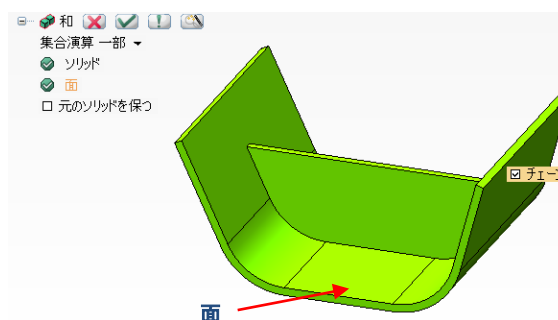 和
集合演算 一部
ソリッド
面
元のソリッドを保つ
チェーン
面